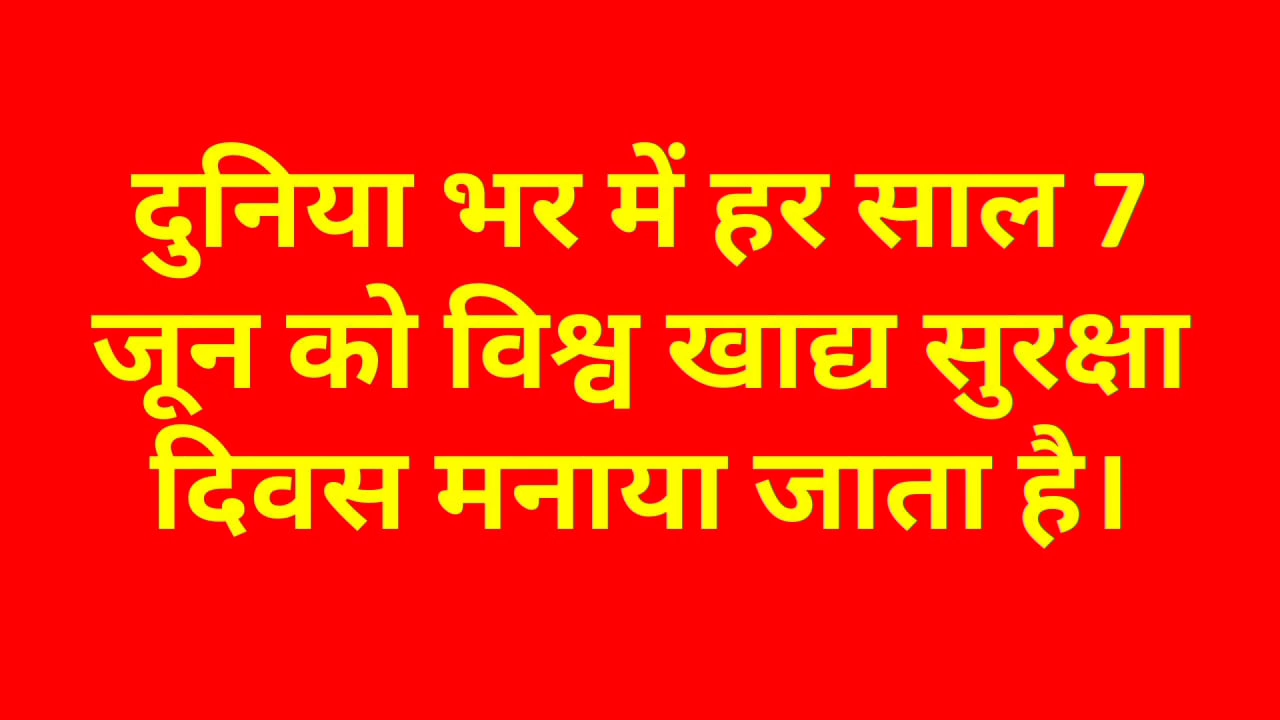 दुनिया भर में हर साल 7
जून को विश्व खाद्य सुरक्षा
दिवस मनाया जाता है।